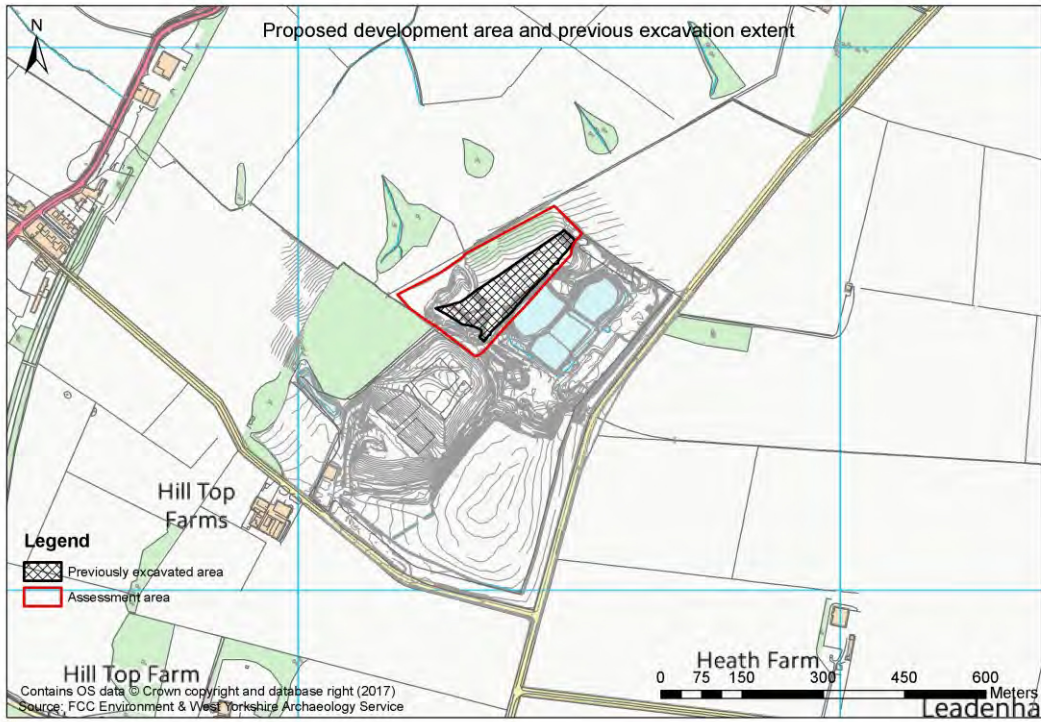 Proposed development area and previous excavation extent
N
Hill Top
Farms
Legend
Previously excavated area
Assessment area
Hill Top Farm
Heath Farm
Contains OS data © Crown copyright and database right (2017)
Source: FCC Environment & West Yorkshire Archaeology Service
0 75 150 300 450 600
Meters
Leadenha